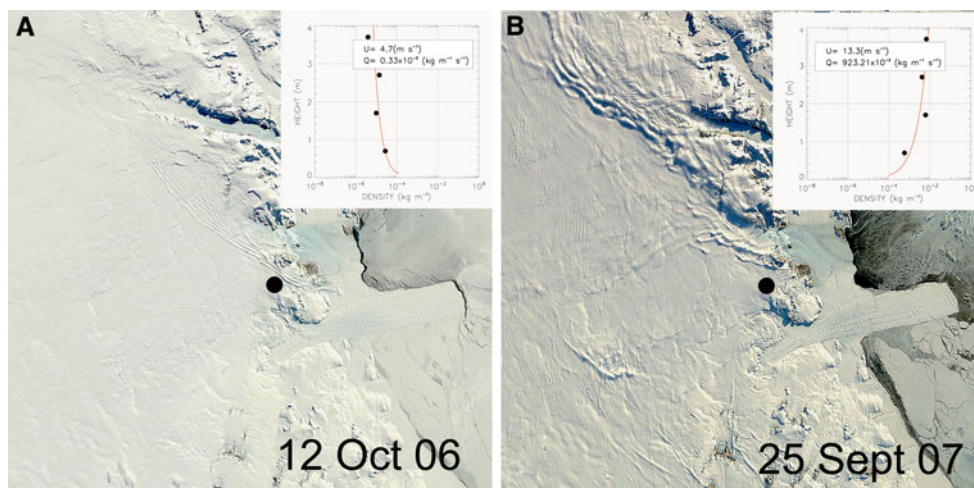 A
U= 4.7(m s⁻¹)
Q= 0.33x10⁻³ (kg m⁻¹ s⁻¹)
HEIGHT (m)
4
3
2
1
0
10⁻⁸ 10⁻⁶ 10⁻⁴ 10⁻² 10⁰
DENSITY (kg m⁻³)
12 Oct 06
B
U= 13.3(m s⁻¹)
Q= 923.21x10⁻³ (kg m⁻¹ s⁻¹)
HEIGHT (m)
4
3
2
1
0
10⁻⁸ 10⁻⁶ 10⁻⁴ 10⁻² 10
DENSITY (kg m⁻³)
25 Sept 07